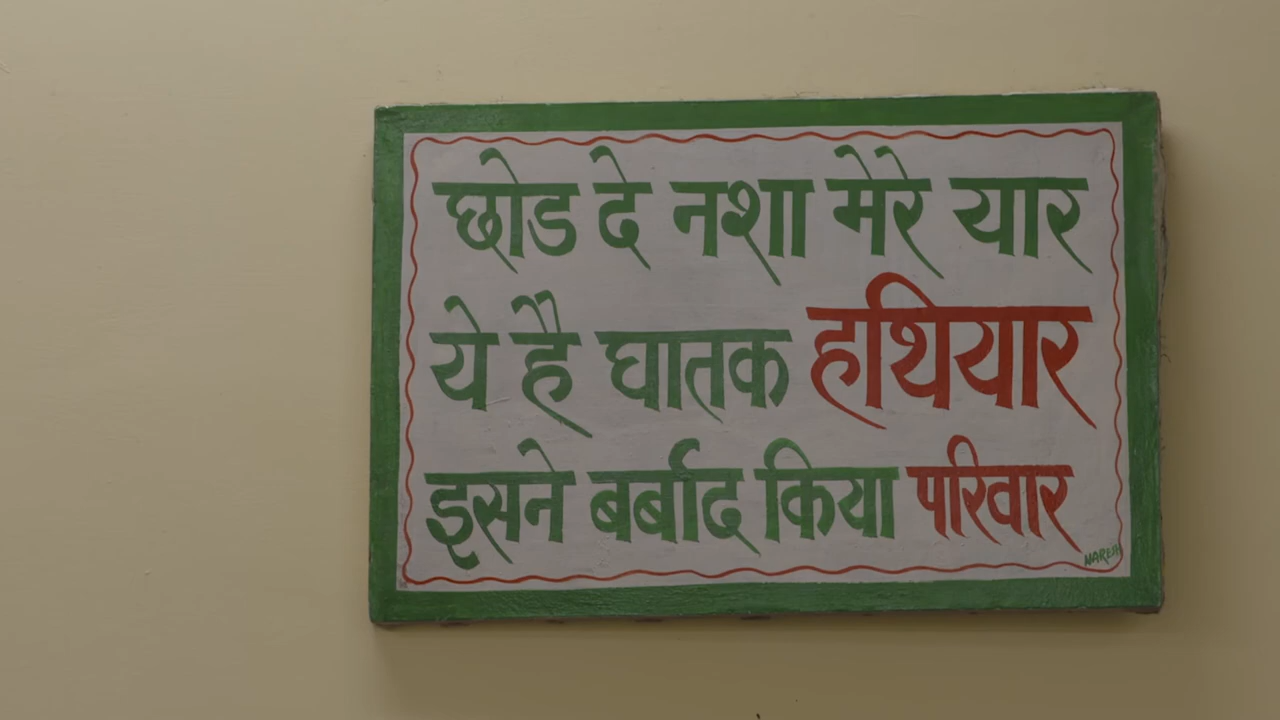 छोड दे नशा मेरे यार
ये है घातक हथियार
इसने बर्बाद किया परिवार
NARESH